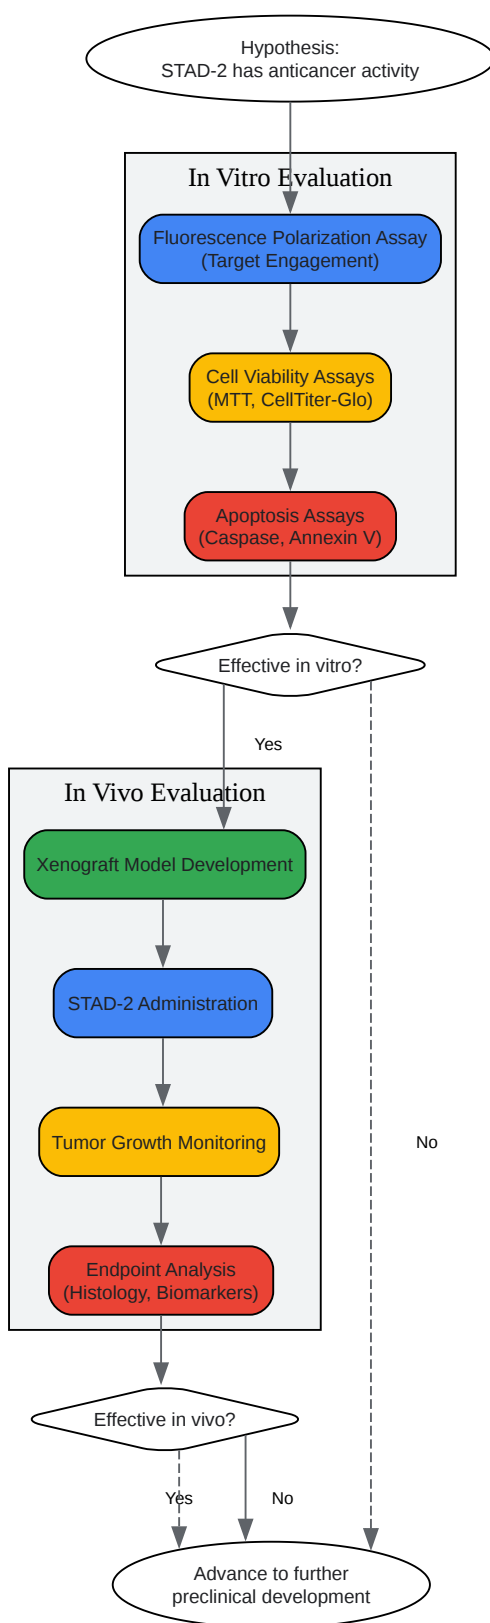 Hypothesis:
STAD-2 has anticancer activity
In Vitro Evaluation
Fluorescence Polarization Assay
(Target Engagement)
Cell Viability Assays
(MTT, CellTiter-Glo)
Apoptosis Assays
(Caspase, Annexin V)
Effective in vitro?
Yes
In Vivo Evaluation
Xenograft Model Development
STAD-2 Administration
Tumor Growth Monitoring
No
Endpoint Analysis
(Histology, Biomarkers)
Effective in vivo?
Yes
No
Advance to further
preclinical development